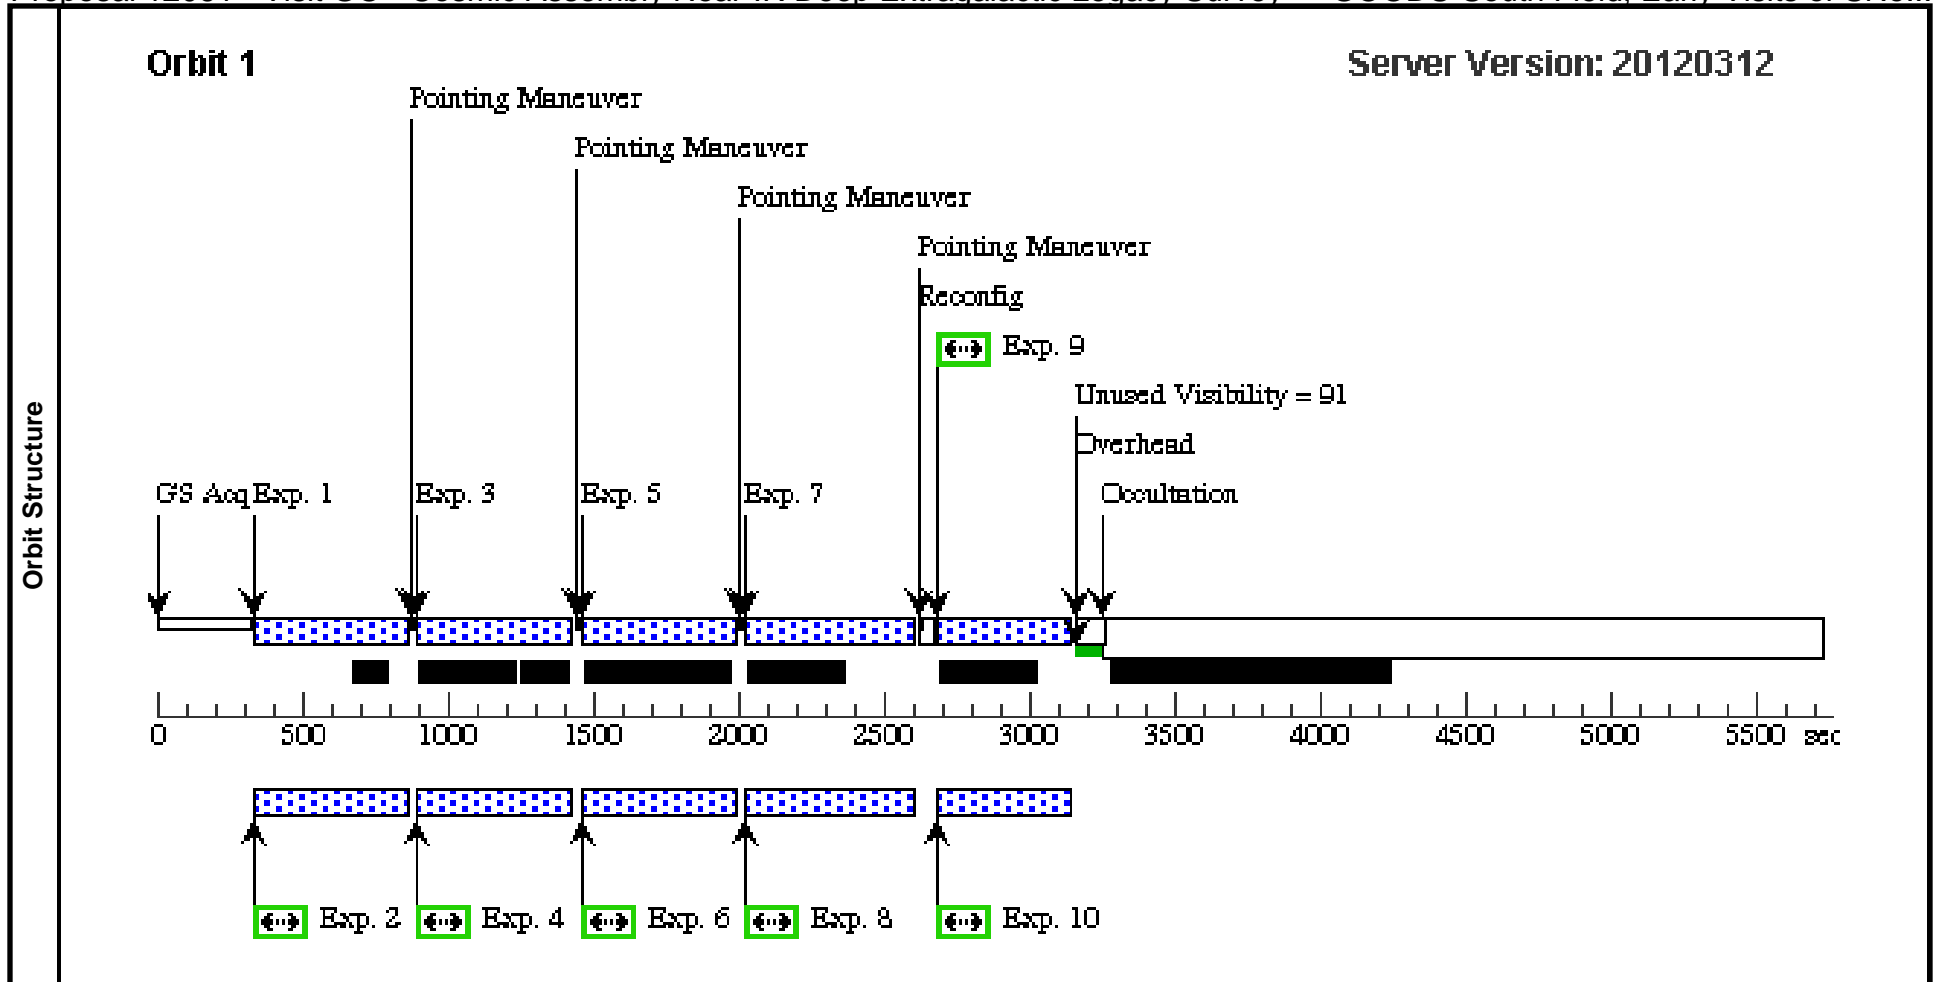 Orbit 1
Server Version: 20120312
Pointing Maneuver
Pointing Maneuver
Pointing Maneuver
Pointing Maneuver
Reconfig
Exp. 9
Unused Visibility = 91
Overhead
GS Acq Exp. 1 Exp. 3 Exp. 5 Exp. 7 Occultation
Orbit Structure
0 500 1000 1500 2000 2500 3000 3500 4000 4500 5000 5500 sec
Exp. 2 Exp. 4 Exp. 6 Exp. 8 Exp. 10